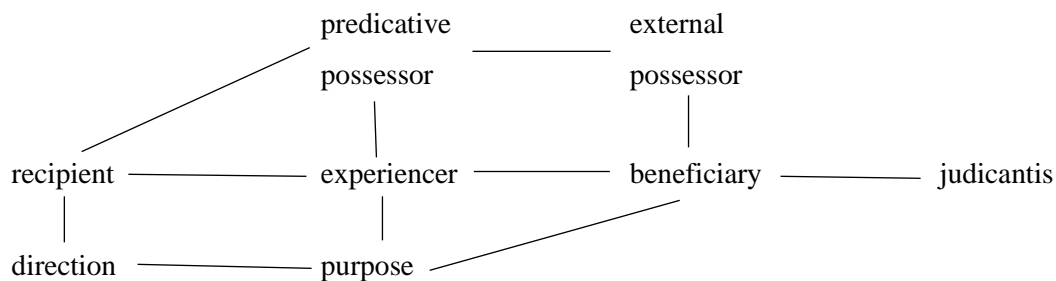 predicative external
possessor possessor
recipient experiencer beneficiary judicantis
direction purpose